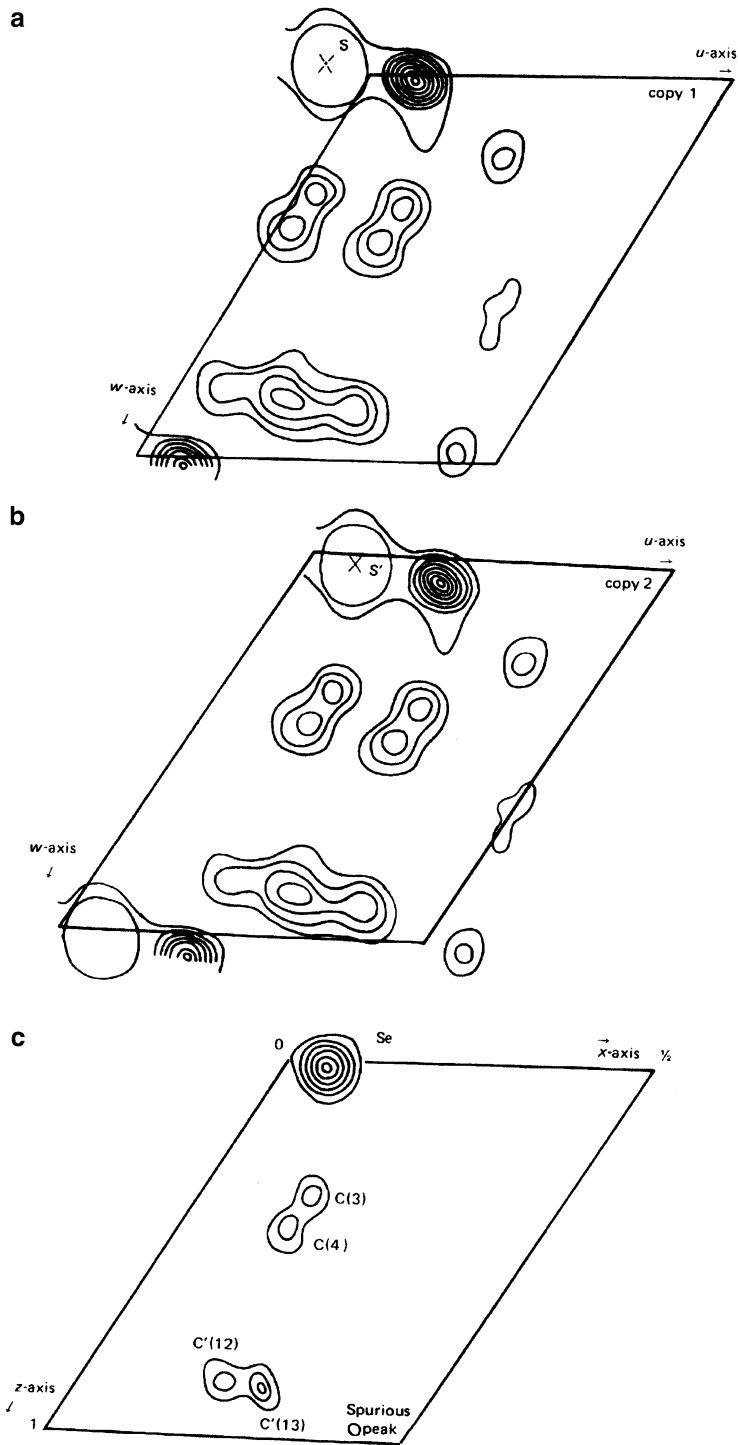 a
S
u-axis
→
copy 1
w-axis
↓
b
u-axis
→
S'
copy 2
w-axis
↓
c
0
Se
→
x-axis
½
C(3)
C(4)
C'(12)
z-axis
↓
1
C'(13)
Spurious
peak